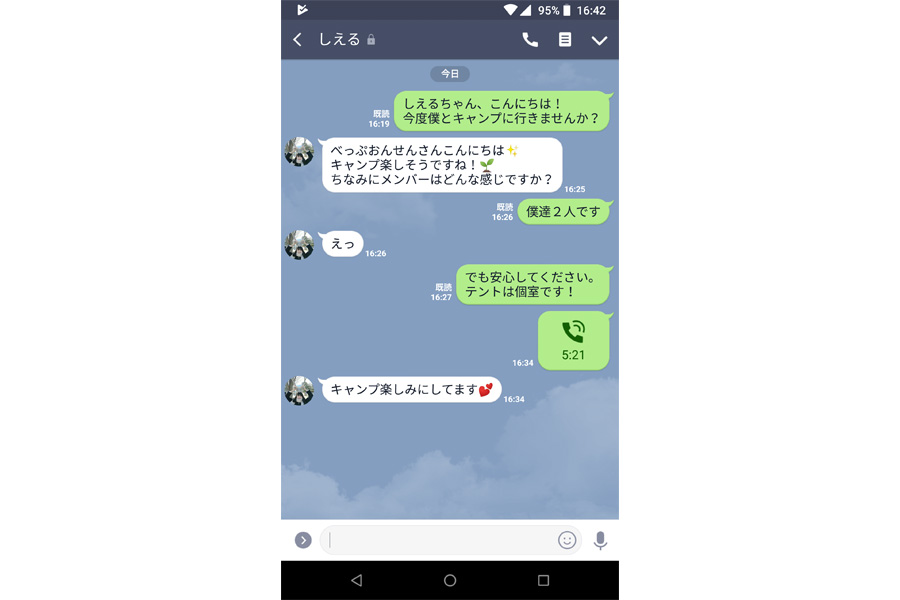 95% 16:42
しえる
今日
しえるちゃん、こんにちは！
今度僕とキャンプに行きませんか？
既読
16:19
べっぷおんせんさんこんにちは✨
キャンプ楽しそうですね！🌱
ちなみにメンバーはどんな感じですか？
16:25
既読
16:26
僕達２人です
えっ
16:26
でも安心してください。
テントは個室です！
既読
16:27
5:21
16:34
キャンプ楽しみにしてます💕
16:34